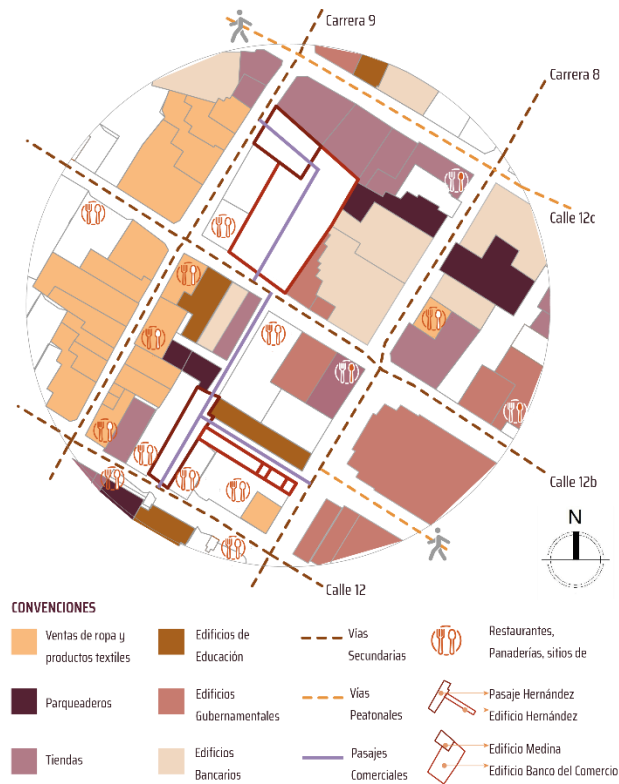 Carrera 9
Carrera 8
Calle 12c
Calle 12b
N
Calle 12
CONVENCIONES
Ventas de ropa y
productos textiles
Edificios de
Educación
Vías
Secundarias
Restaurantes,
Panaderías, sitios de
Parqueaderos
Edificios
Gubernamentales
Vías
Peatonales
Pasaje Hernández
Edificio Hernández
Tiendas
Edificios
Bancarios
Pasajes
Comerciales
Edificio Medina
Edificio Banco del Comercio